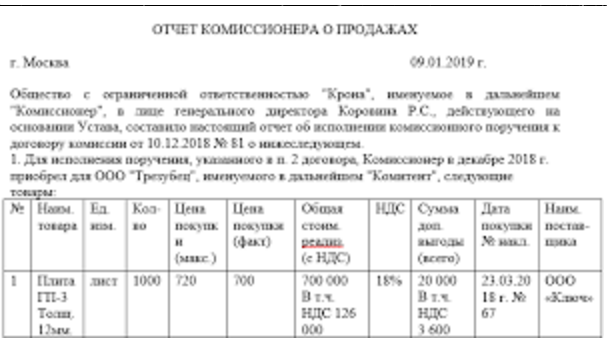 ОТЧЕТ КОМИССИОНЕРА О ПРОДАЖАХ
г. Москва 09.01.2019 г.
Общество с ограниченной ответственностью "Крона", именуемое в дальнейшем
"Комиссионер", в лице генерального директора Коровина Р.С., действующего на
основании Устава, составило настоящий отчет об исполнении комиссионного поручения к
договору комиссии от 10.12.2018 № 81 о нижеследующем.
1. Для исполнения поручения, указанного в п. 2 договора, Комиссионер в декабре 2018 г.
приобрел для ООО "Трезубец", именуемого в дальнейшем "Комитент", следующие
товары:
№ Наим. Ед. Кол- Цена Цена Общая НДС Сумма Дата Наим.
товара изм. во покупк покупки стоим. доп. покупки постав-
и (факт) реализ. выгоды № накл. щика
(макс.) (с НДС) (всего)
1 Плита лист 1000 720 700 700 000 18% 20 000 23.03.20 ООО
ГП-3 В т.ч. В т.ч. 18 г. № «Ключ»
Толщ. НДС 126 НДС 67
12мм. 000 3 600